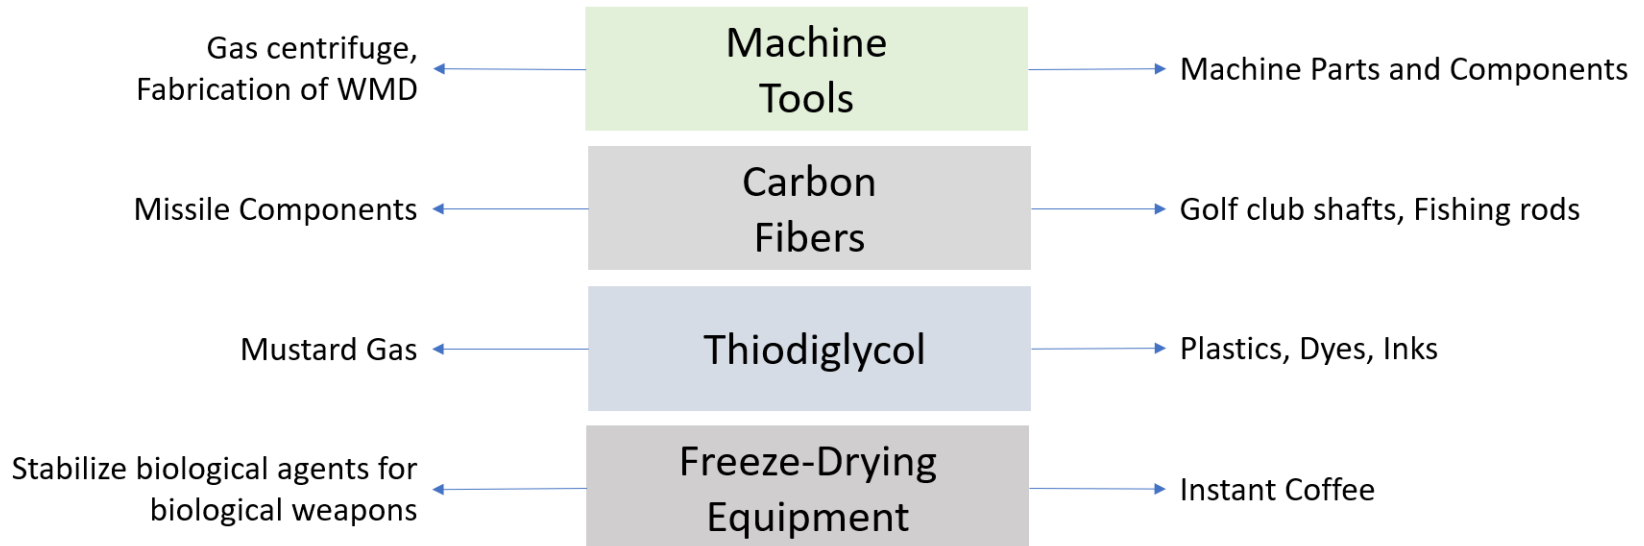 Gas centrifuge,
Fabrication of WMD
Machine
Tools
Machine Parts and Components
Missile Components
Carbon
Fibers
Golf club shafts, Fishing rods
Mustard Gas
Thiodiglycol
Plastics, Dyes, Inks
Stabilize biological agents for
biological weapons
Freeze-Drying
Equipment
Instant Coffee